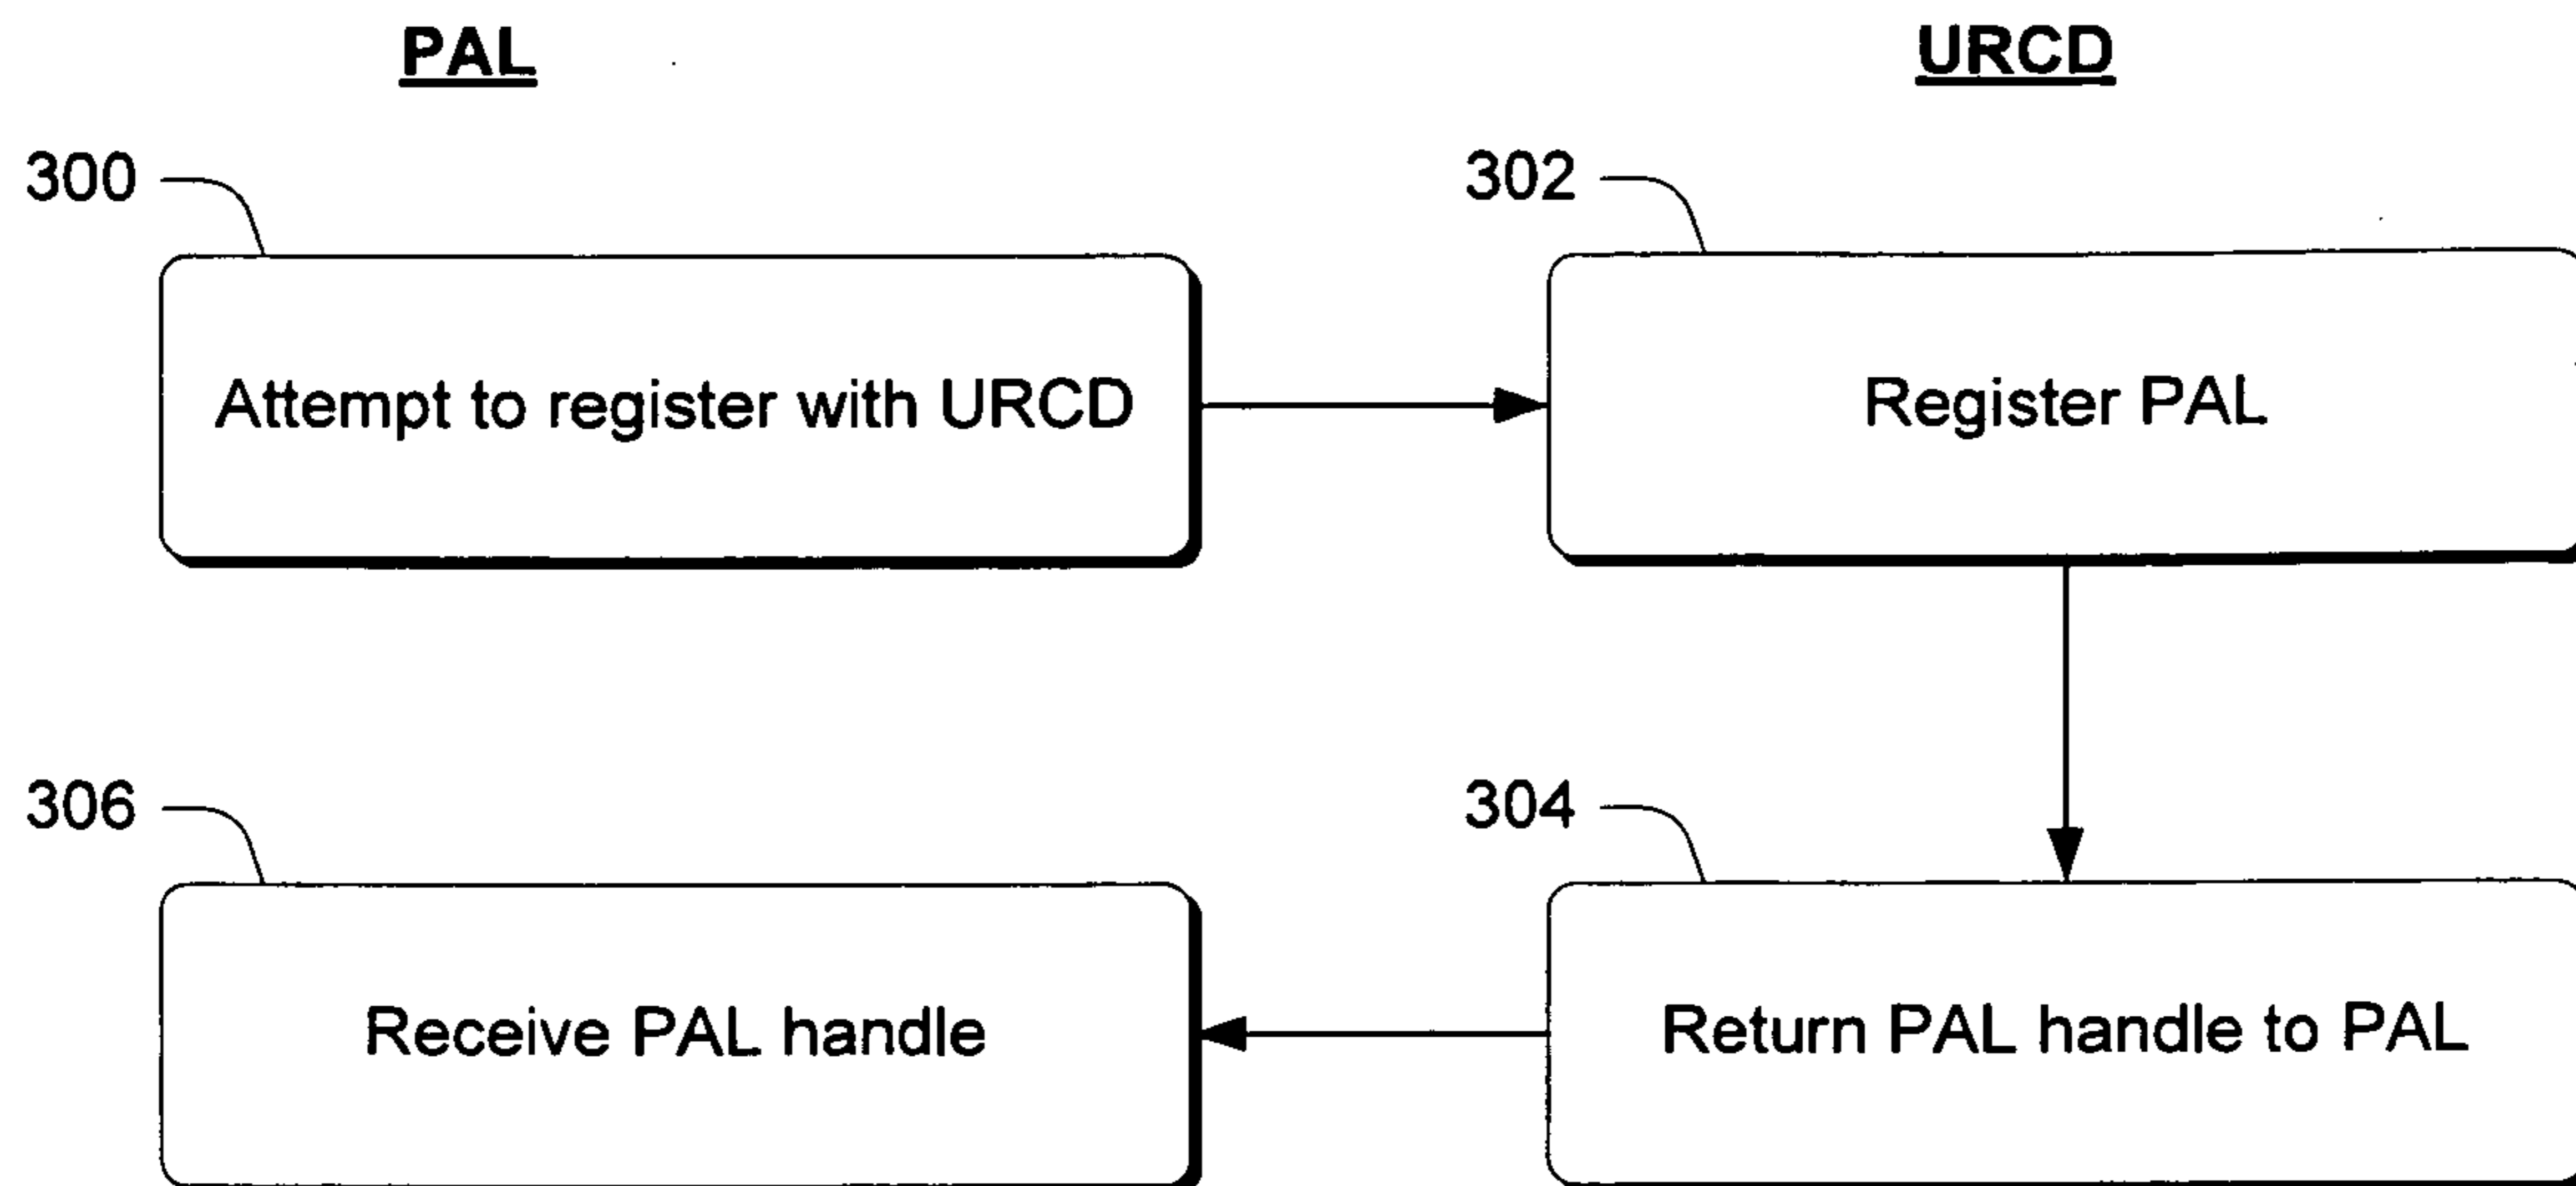 PAL
URCD
300
302
Attempt to register with URCD
Register PAL
306
304
Receive PAL handle
Return PAL handle to PAL